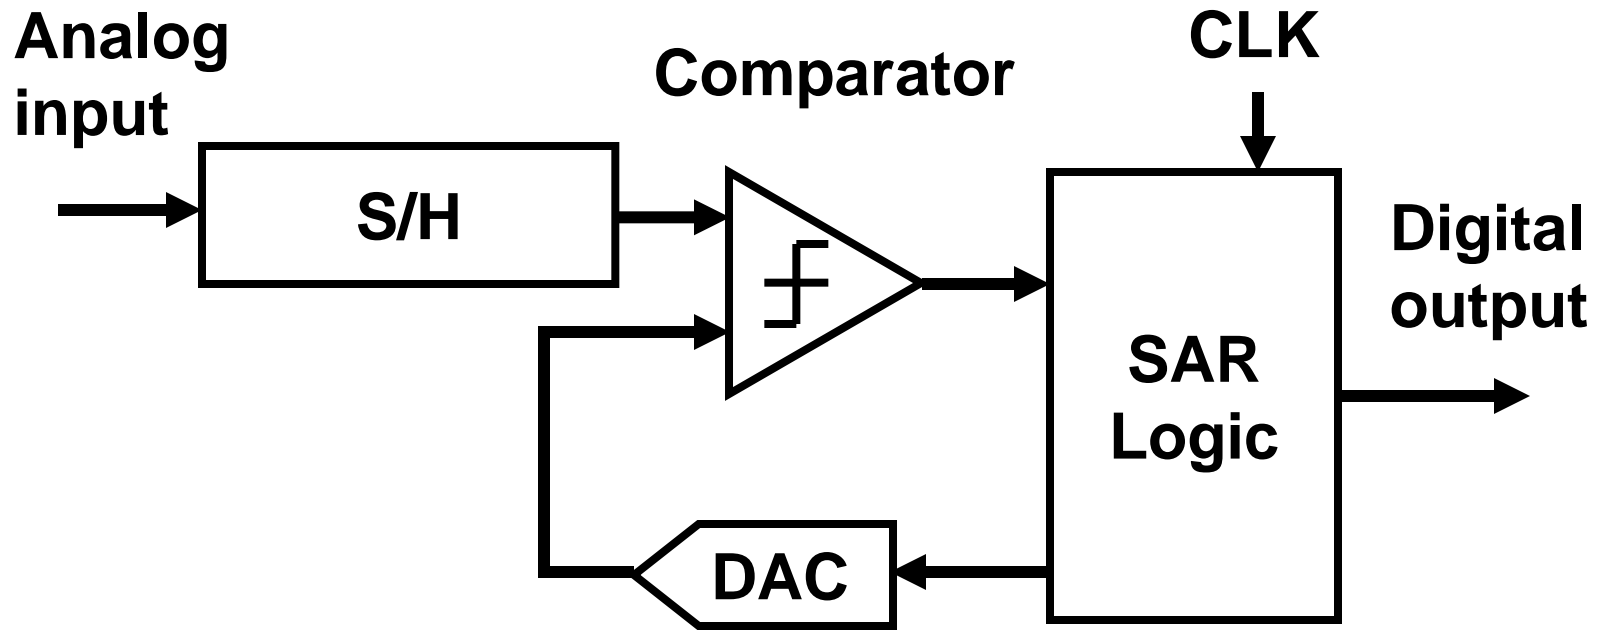 Analog
input
S/H
Comparator
CLK
SAR
Logic
Digital
output
DAC